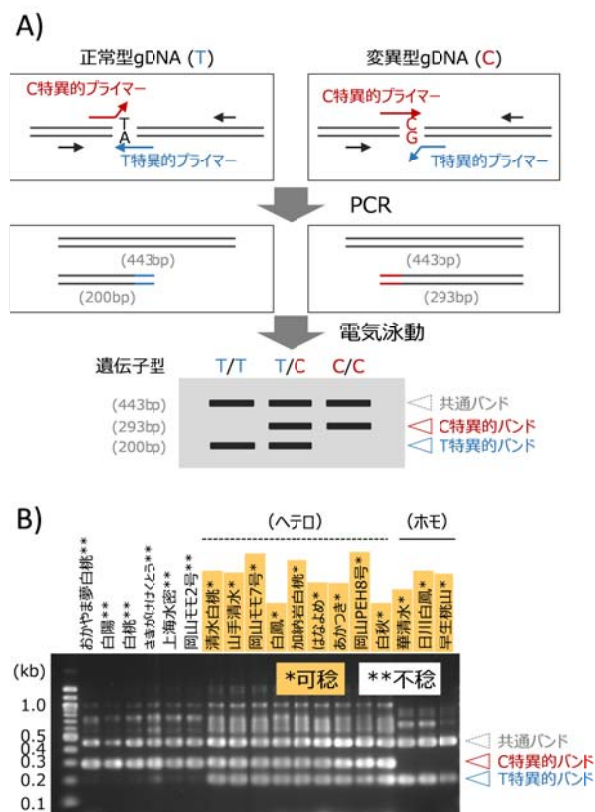 A)
正常型gDNA (T)
変異型gDNA (C)
C特異的プライマー
T
A
T特異的プライマー
C特異的プライマー
C
G
T特異的プライマー
PCR
(443bp)
(200bp)
(443bp)
(293bp)
電気泳動
遺伝子型
T/T
T/C
C/C
(443bp)
共通バンド
(293bp)
C特異的バンド
(200bp)
T特異的バンド
B)
(ヘテロ)
(ホモ)
おかやま夢白桃**
白陽**
白桃**
さきがけはくとう**
上海水密**
岡山モモ2号**
清水白桃*
山手清水*
岡山モモ7号*
白鳳*
加納岩白桃*
はなよめ*
あかつき*
岡山PEH8号*
白秋*
華清水*
日川白鳳*
早生桃山*
(kb)
*可稔
**不稔
1.0
0.5
0.4
0.3
0.2
0.1
共通バンド
C特異的バンド
T特異的バンド